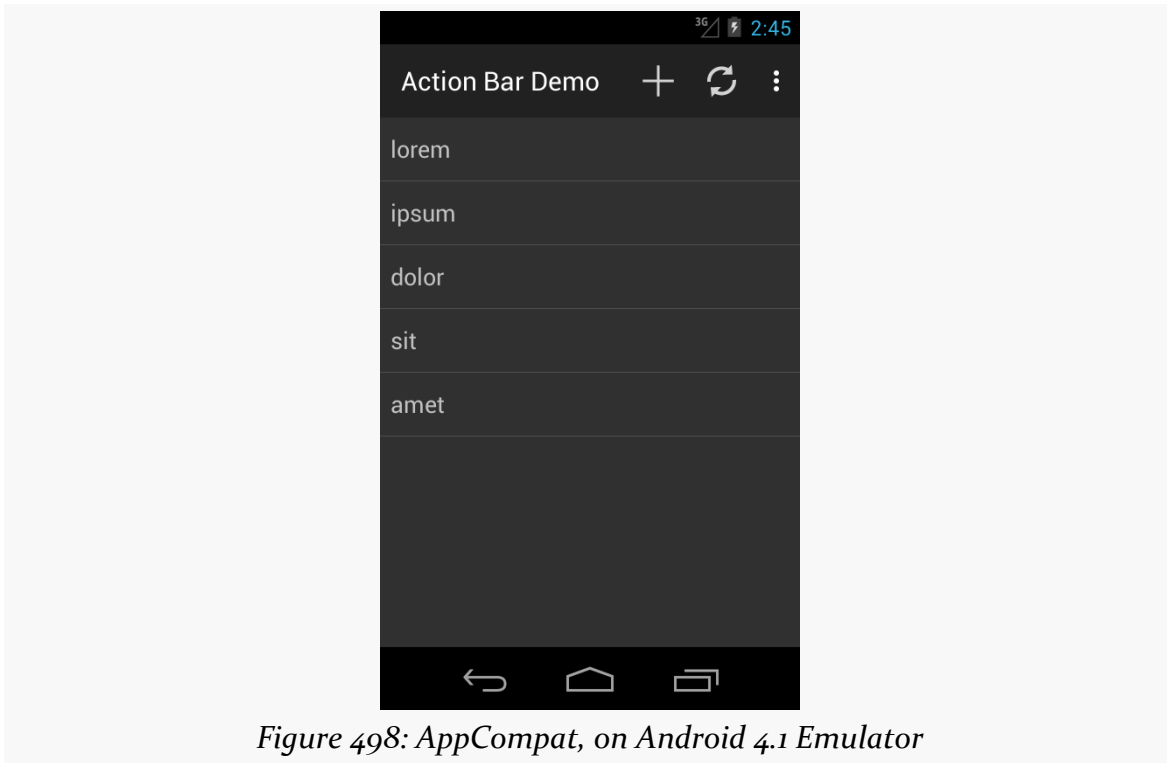 3G 2:45
Action Bar Demo
lorem
ipsum
dolor
sit
amet
Figure 498: AppCompat, on Android 4.1 Emulator